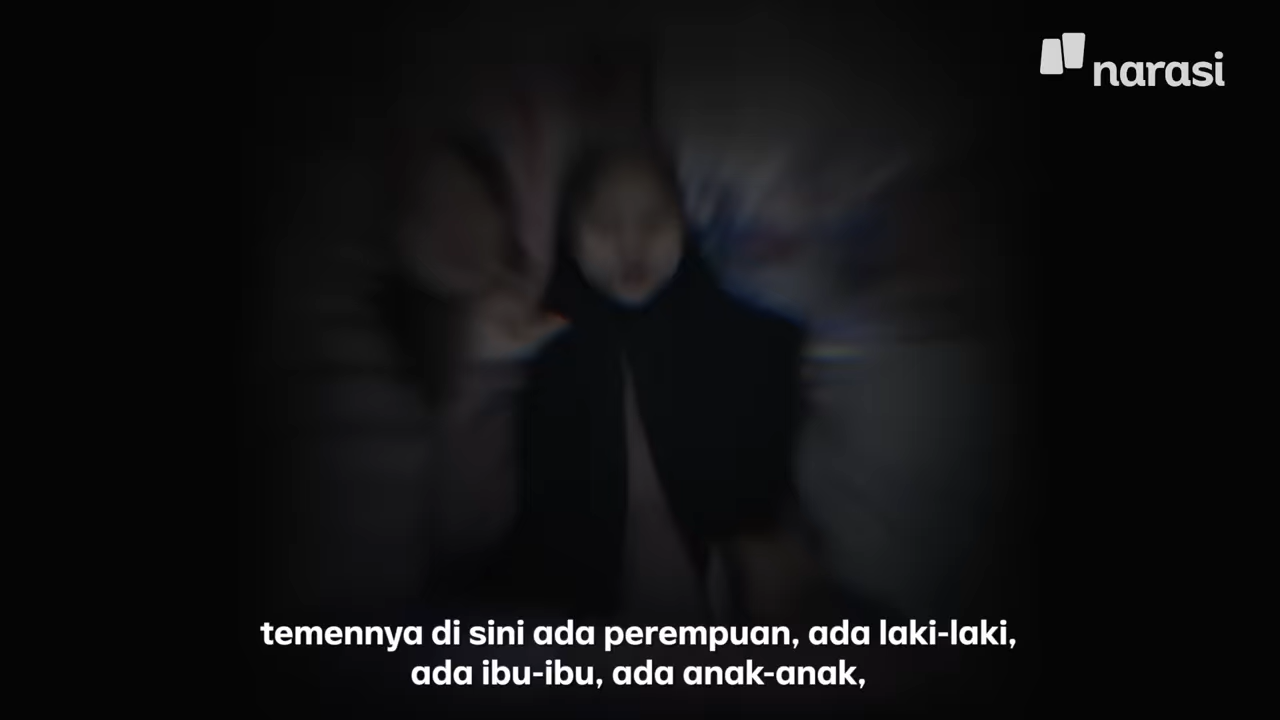 narasi
temennya di sini ada perempuan, ada laki-laki,
ada ibu-ibu, ada anak-anak,